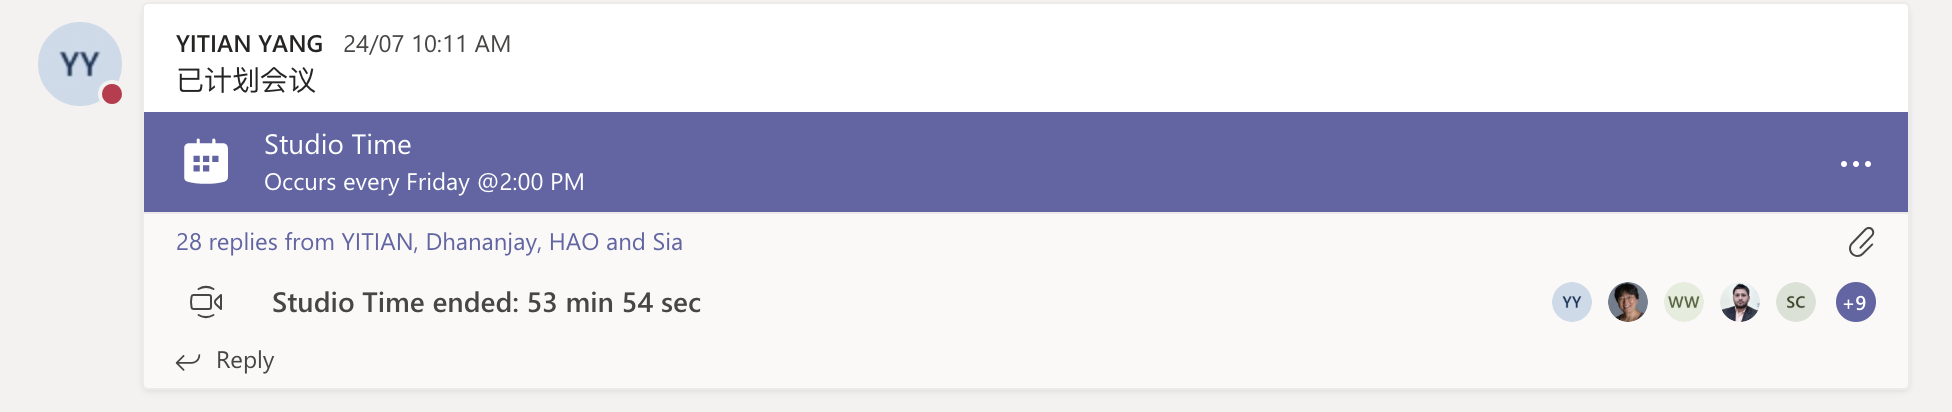 YY
YITIAN YANG 24/07 10:11 AM
已计划会议
Studio Time
Occurs every Friday @2:00 PM
28 replies from YITIAN, Dhananjay, HAO and Sia
Studio Time ended: 53 min 54 sec
YY WW SC +9
Reply